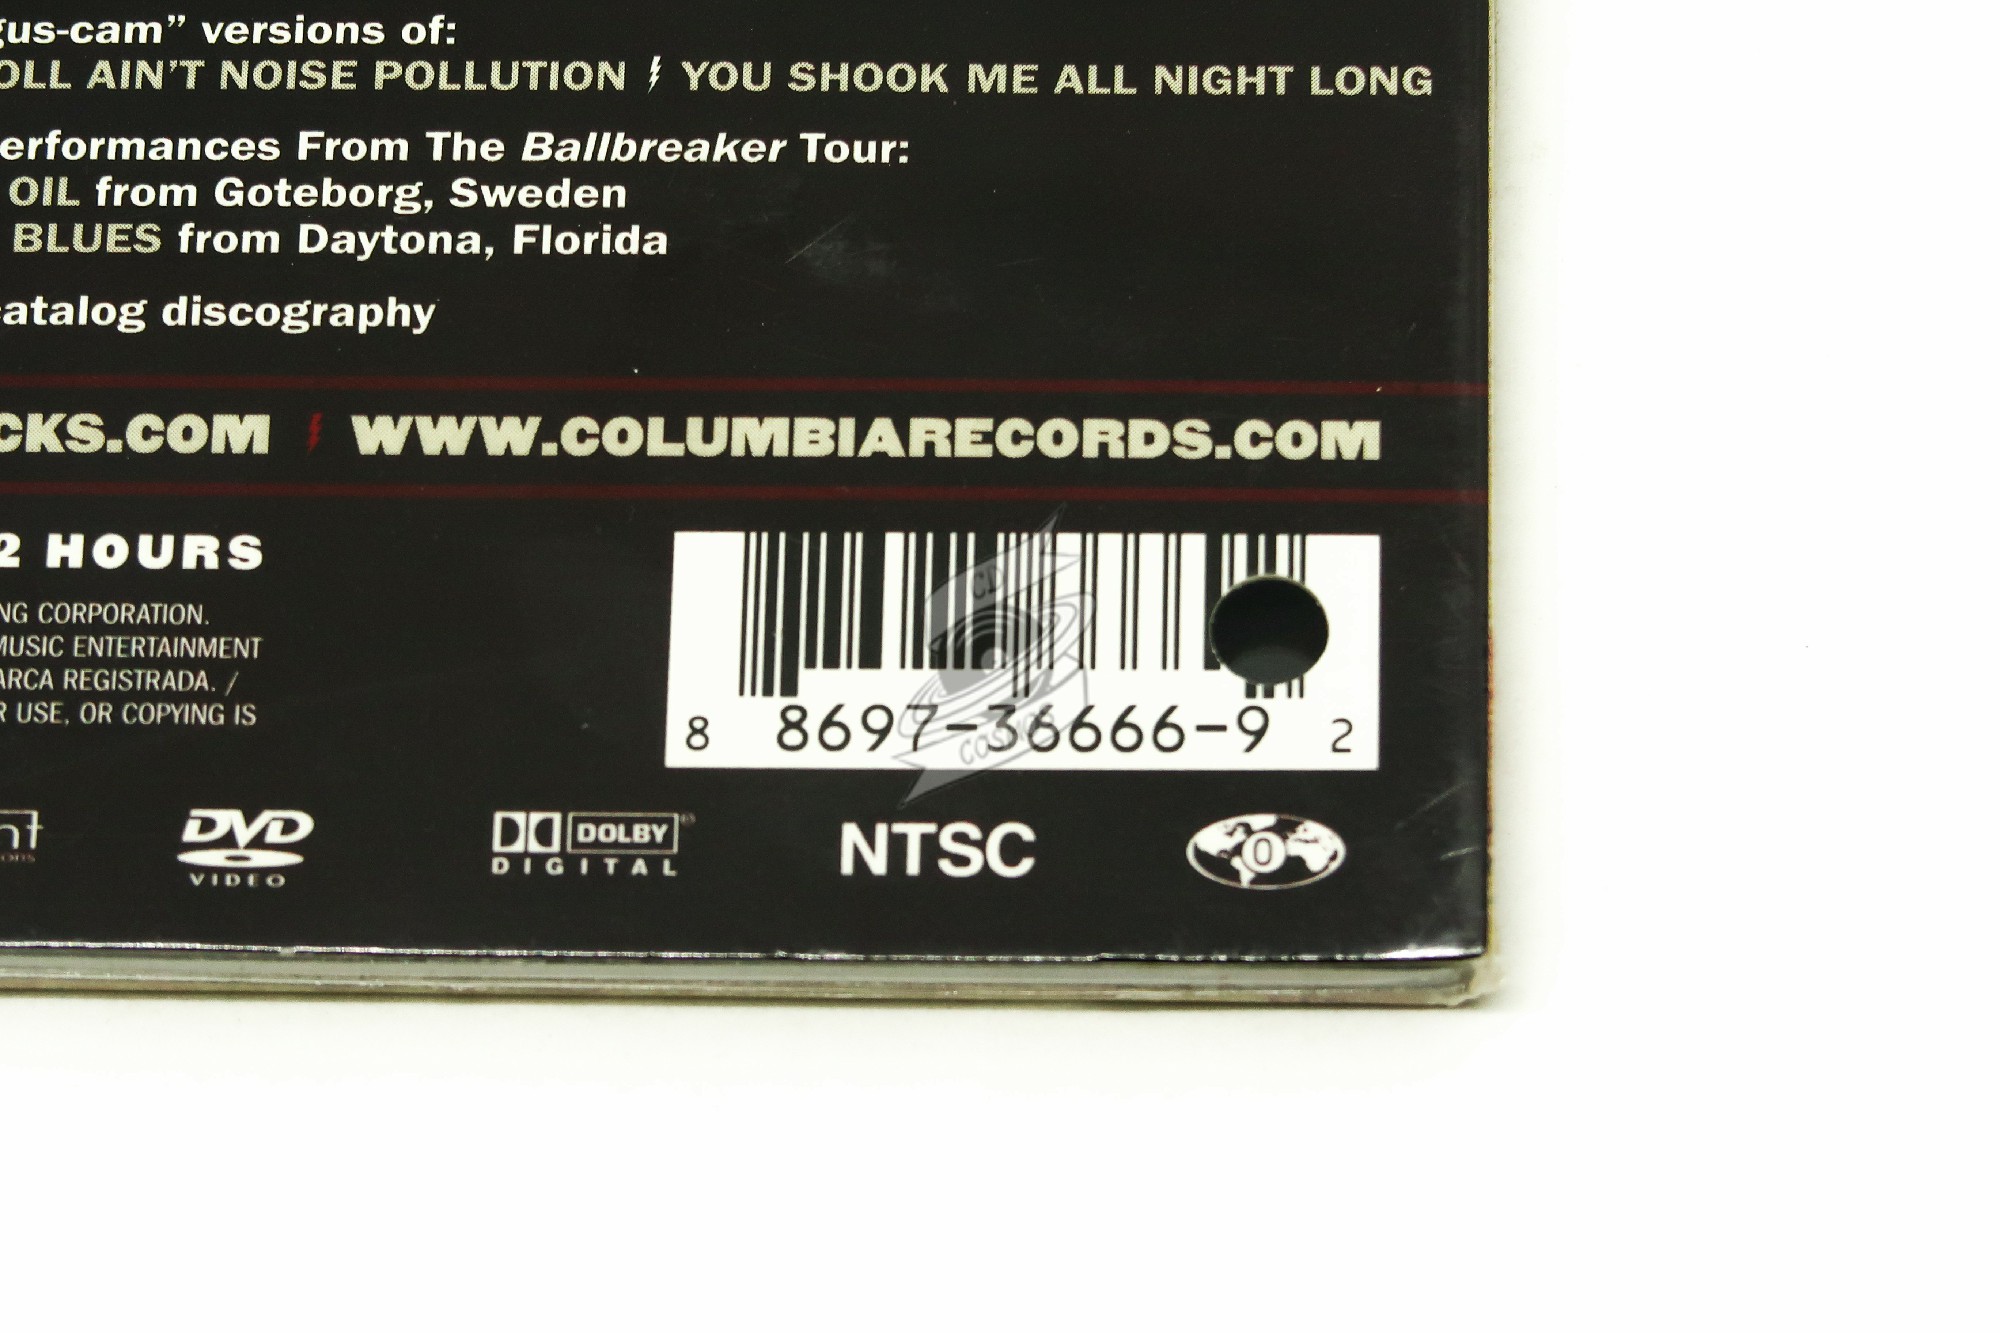 gus-cam” versions of:
OLL AIN'T NOISE POLLUTION YOU SHOOK ME ALL NIGHT LONG
erformances From The Ballbreaker Tour:
OIL from Goteborg, Sweden
BLUES from Daytona, Florida
catalog discography
CKS.COM WWW.COLUMBIARECORDS.COM
2 HOURS
NG CORPORATION.
MUSIC ENTERTAINMENT
ARCA REGISTRADA. /
R USE, OR COPYING IS
CD
COSMOS
8 8697-36666-9 2
DVD
VIDEO
DOLBY
DIGITAL
NTSC
0